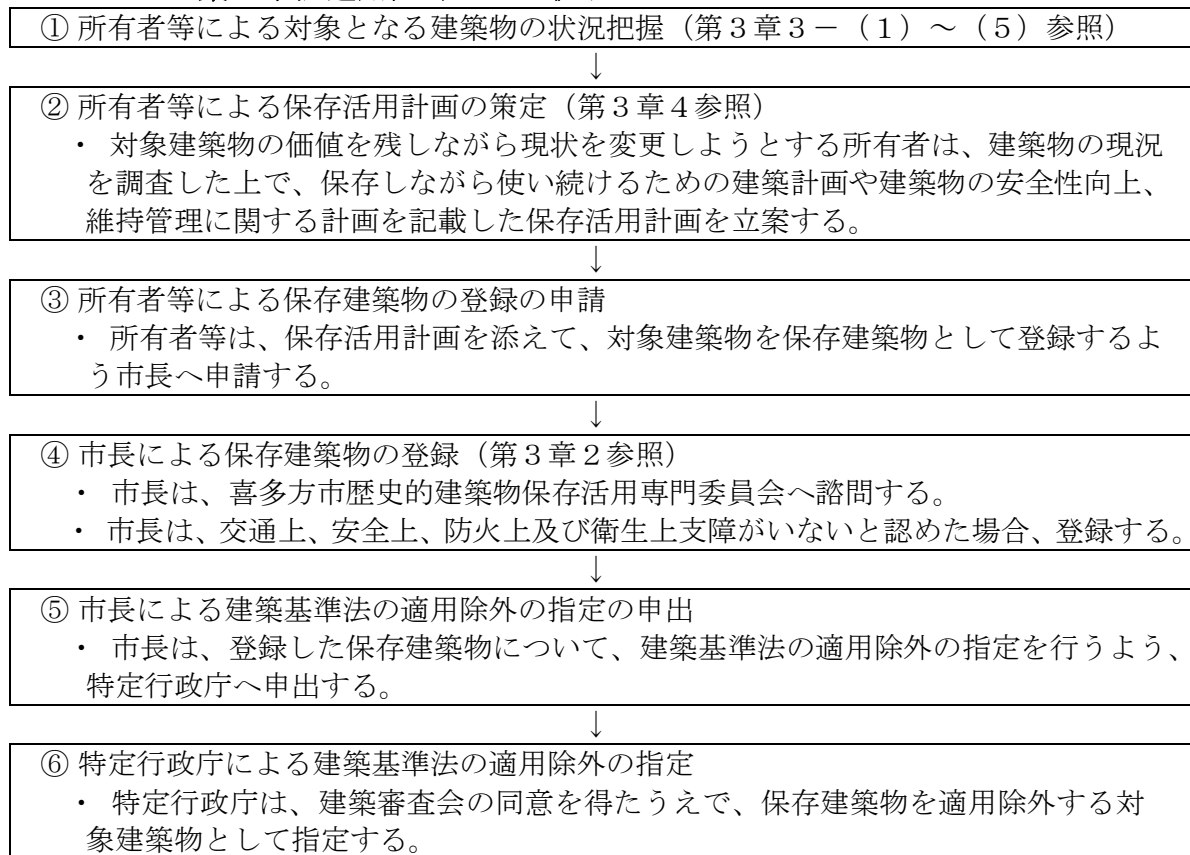 ① 所有者等による対象となる建築物の状況把握（第３章３－（１）～（５）参照）
↓
② 所有者等による保存活用計画の策定（第３章４参照）
・ 対象建築物の価値を残しながら現状を変更しようとする所有者は、建築物の現況
を調査した上で、保存しながら使い続けるための建築計画や建築物の安全性向上、
維持管理に関する計画を記載した保存活用計画を立案する。
↓
③ 所有者等による保存建築物の登録の申請
・ 所有者等は、保存活用計画を添えて、対象建築物を保存建築物として登録するよ
う市長へ申請する。
↓
④ 市長による保存建築物の登録（第３章２参照）
・ 市長は、喜多方市歴史的建築物保存活用専門委員会へ諮問する。
・ 市長は、交通上、安全上、防火上及び衛生上支障がいないと認めた場合、登録する。
↓
⑤ 市長による建築基準法の適用除外の指定の申出
・ 市長は、登録した保存建築物について、建築基準法の適用除外の指定を行うよう、
特定行政庁へ申出する。
↓
⑥ 特定行政庁による建築基準法の適用除外の指定
・ 特定行政庁は、建築審査会の同意を得たうえで、保存建築物を適用除外する対
象建築物として指定する。